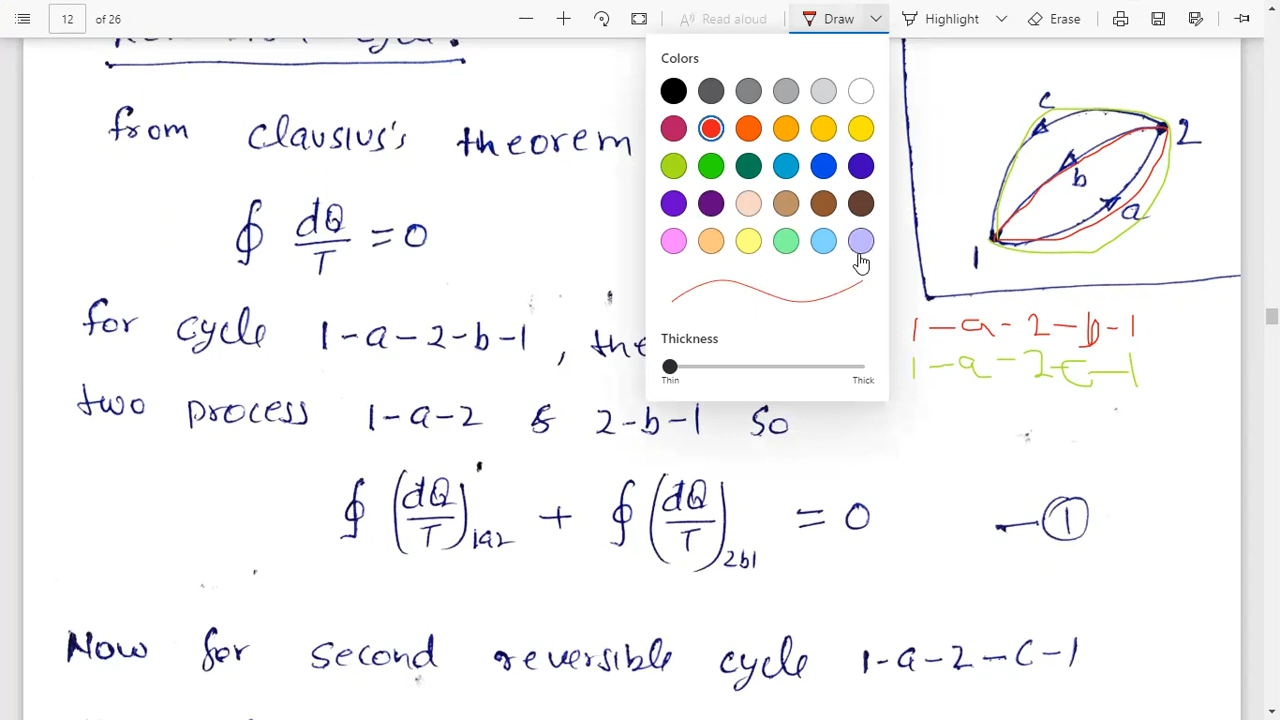 12 of 26 Read aloud Draw Highlight Erase
Colors
Thickness
Thin Thick
cycle:
from clausius's theorem
∮ dQ/T = 0
for cycle 1-a-2-b-1, the
two process 1-a-2 & 2-b-1 So
∮ (dQ/T)1a2 + ∮ (dQ/T)2b1 = 0 — ①
Now for second reversible cycle 1-a-2-c-1
c
2
b
a
1
1-a-2-b-1
1-a-2-c-1